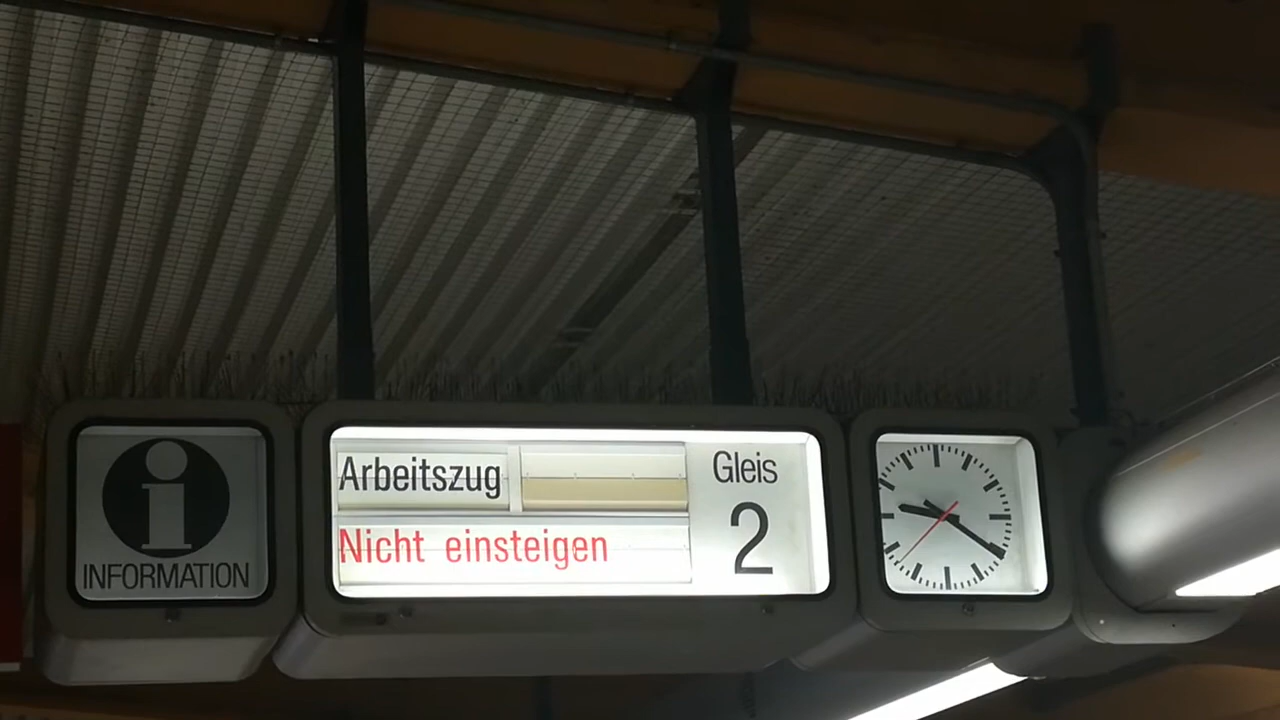 i
INFORMATION
Arbeitszug
Nicht einsteigen
Gleis
2